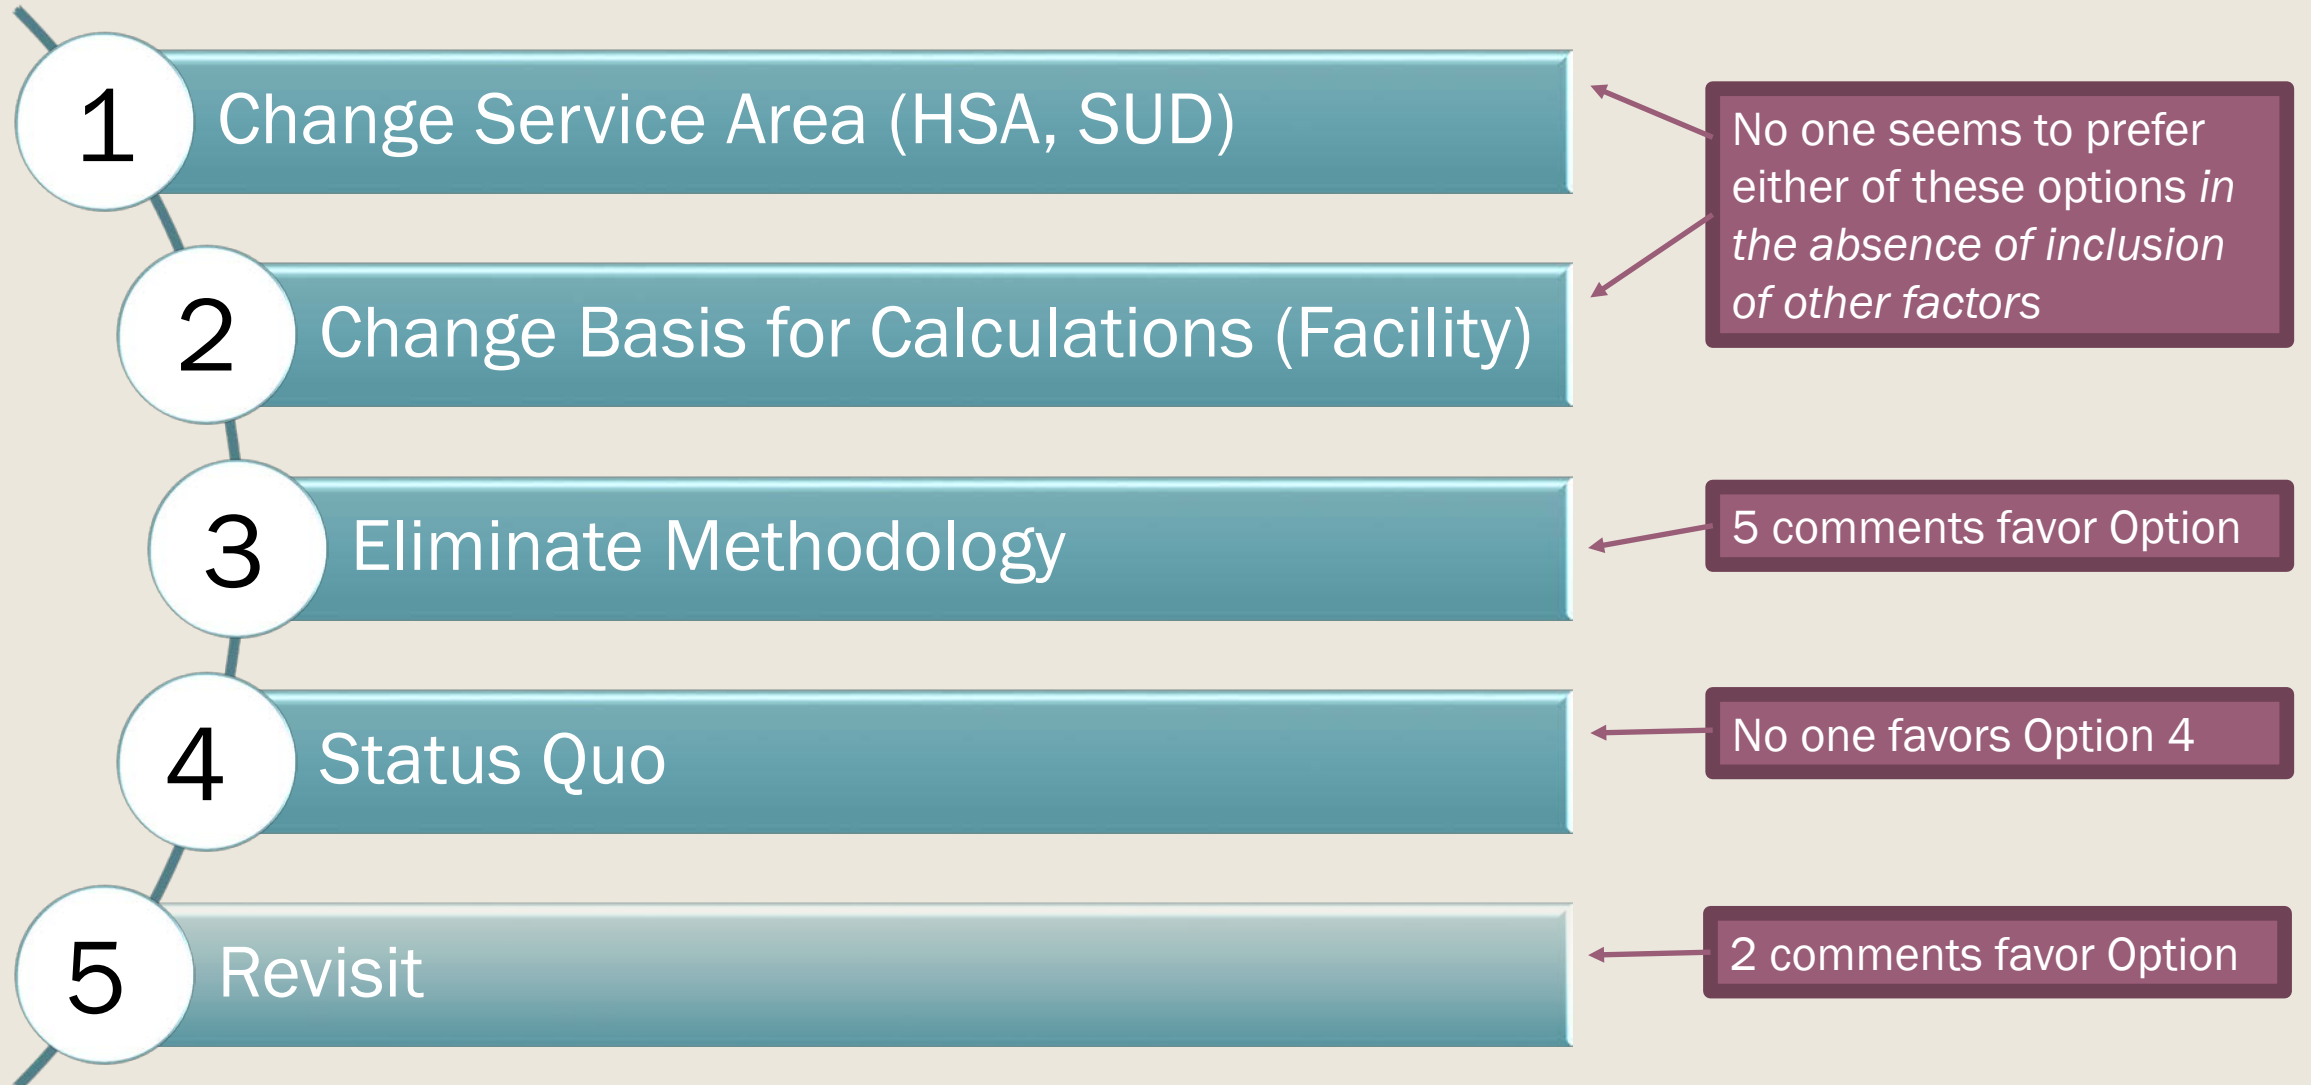 1
Change Service Area (HSA, SUD)
No one seems to prefer
either of these options in
the absence of inclusion
of other factors
2
Change Basis for Calculations (Facility)
3
Eliminate Methodology
5 comments favor Option
4
Status Quo
No one favors Option 4
5
Revisit
2 comments favor Option